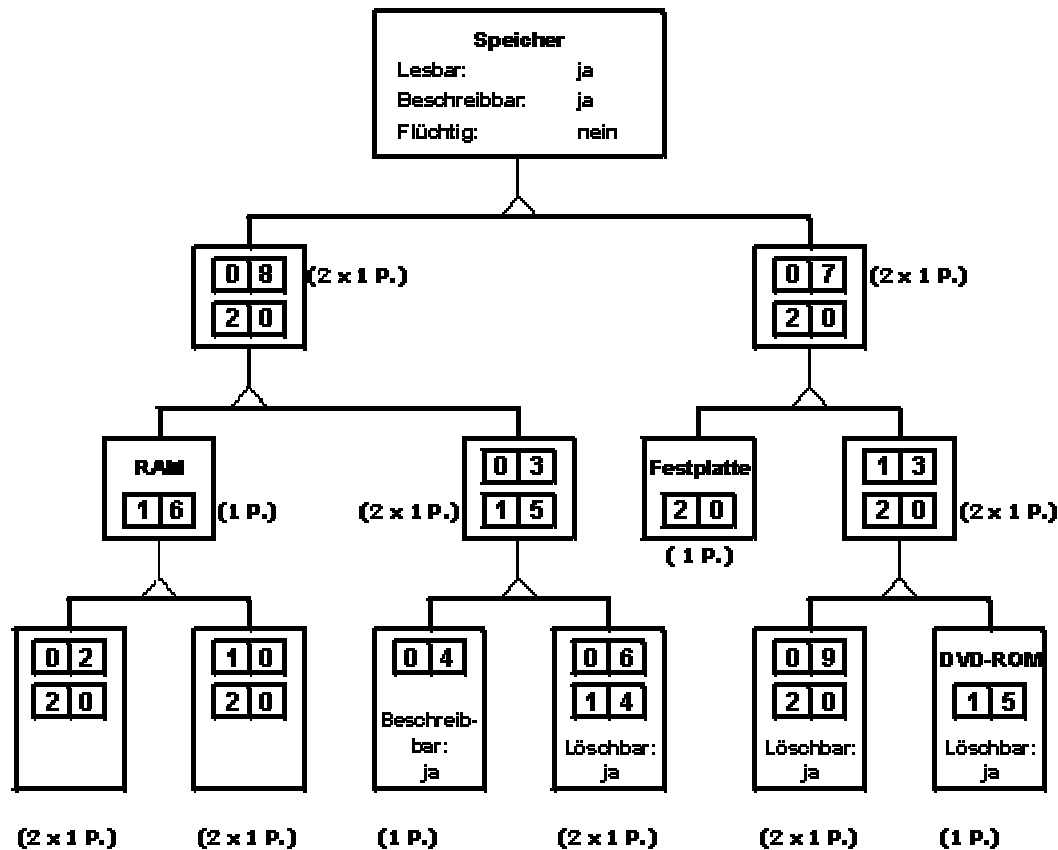 Speicher
Lesbar: ja
Beschreibbar: ja
Flüchtig: nein
0 8 (2 x 1 P.)
2 0
0 7 (2 x 1 P.)
2 0
RAM
1 6 (1 P.)
0 3
(2 x 1 P.) 1 5
Festplatte
2 0
( 1 P.)
1 3
2 0 (2 x 1 P.)
0 2
2 0
(2 x 1 P.)
1 0
2 0
(2 x 1 P.)
0 4
Beschreib-
bar:
ja
(1 P.)
0 6
1 4
Löschbar:
ja
(2 x 1 P.)
0 9
2 0
Löschbar:
ja
(2 x 1 P.)
DVD-ROM
1 5
Löschbar:
ja
(1 P.)